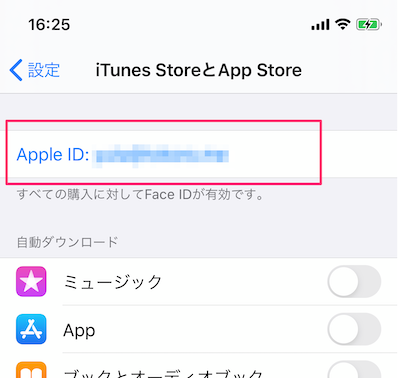 16:25
設定
iTunes StoreとApp Store
Apple ID:
すべての購入に対してFace IDが有効です。
自動ダウンロード
ミュージック
App
ブックとオーディオブック